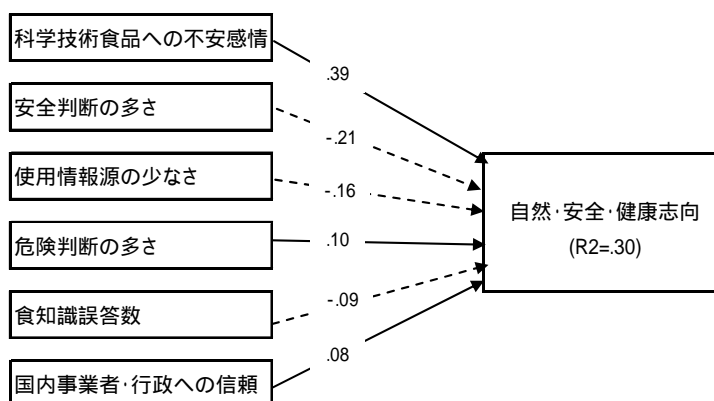 科学技術食品への不安感情
.39
安全判断の多さ
-.21
使用情報源の少なさ
-.16
自然･安全･健康志向
(R2=.30)
危険判断の多さ
.10
食知識誤答数
-.09
国内事業者･行政への信頼
.08